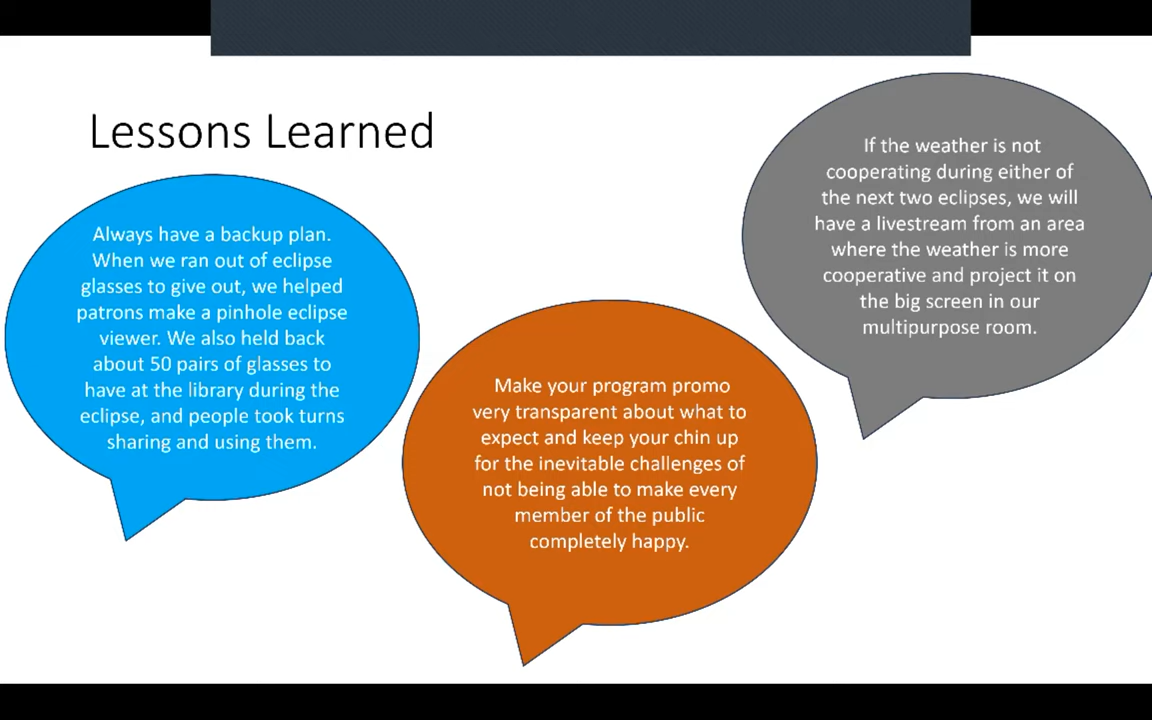 Lessons Learned
Always have a backup plan.
When we ran out of eclipse
glasses to give out, we helped
patrons make a pinhole eclipse
viewer. We also held back
about 50 pairs of glasses to
have at the library during the
eclipse, and people took turns
sharing and using them.
Make your program promo
very transparent about what to
expect and keep your chin up
for the inevitable challenges of
not being able to make every
member of the public
completely happy.
If the weather is not
cooperating during either of
the next two eclipses, we will
have a livestream from an area
where the weather is more
cooperative and project it on
the big screen in our
multipurpose room.